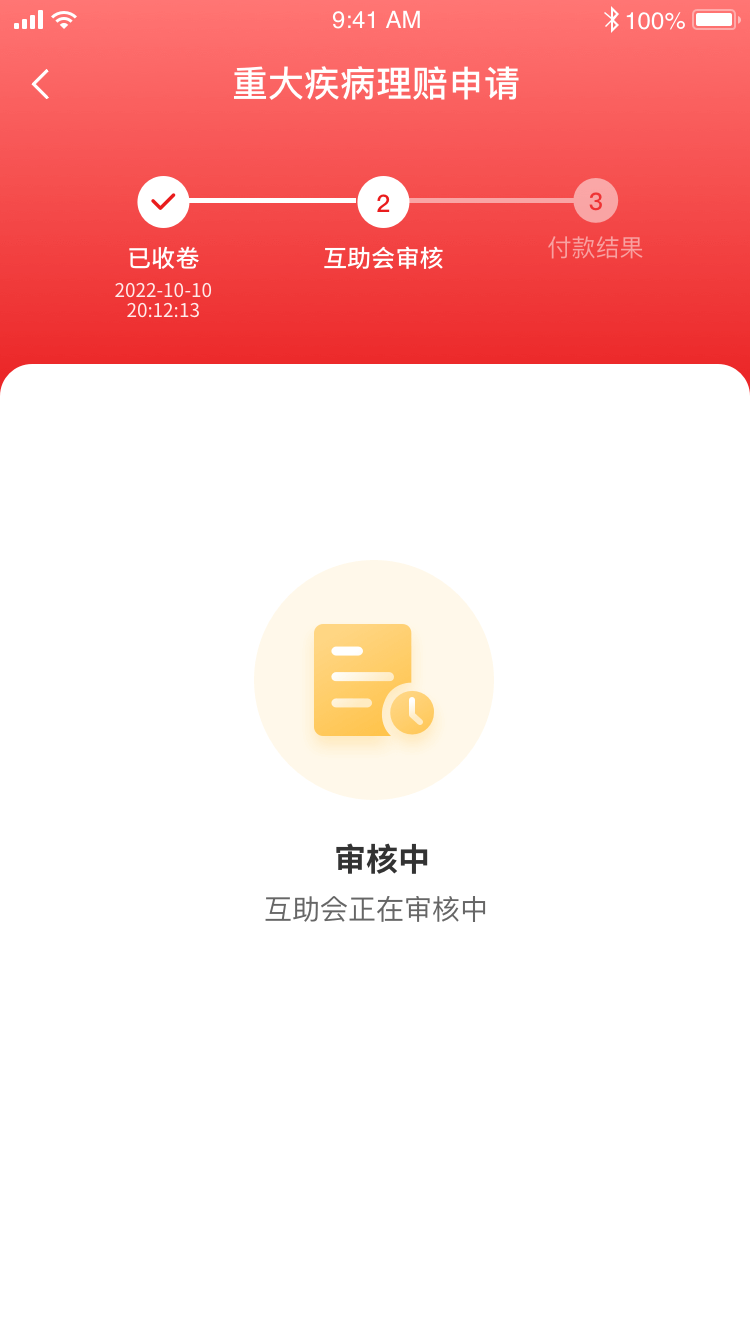 9:41 AM
100%
重大疾病理赔申请
2
3
已收卷
互助会审核
付款结果
2022-10-10
20:12:13
审核中
互助会正在审核中